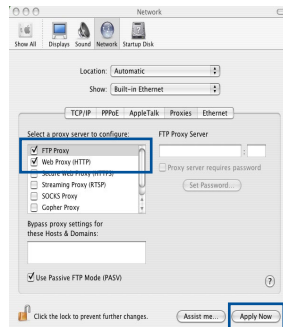 Network
Show All Displays Sound Network Startup Disk
Location: Automatic
Show: Built-in Ethernet
TCP/IP PPPoE AppleTalk Proxies Ethernet
Select a proxy server to configure: FTP Proxy Server
FTP Proxy :
Web Proxy (HTTP)
Secure Web Proxy (HTTPS) Proxy server requires password
Streaming Proxy (RTSP) Set Password...
SOCKS Proxy
Gopher Proxy
Bypass proxy settings for
these Hosts & Domains:
Use Passive FTP Mode (PASV) ?
Click the lock to prevent further changes. Assist me... Apply Now